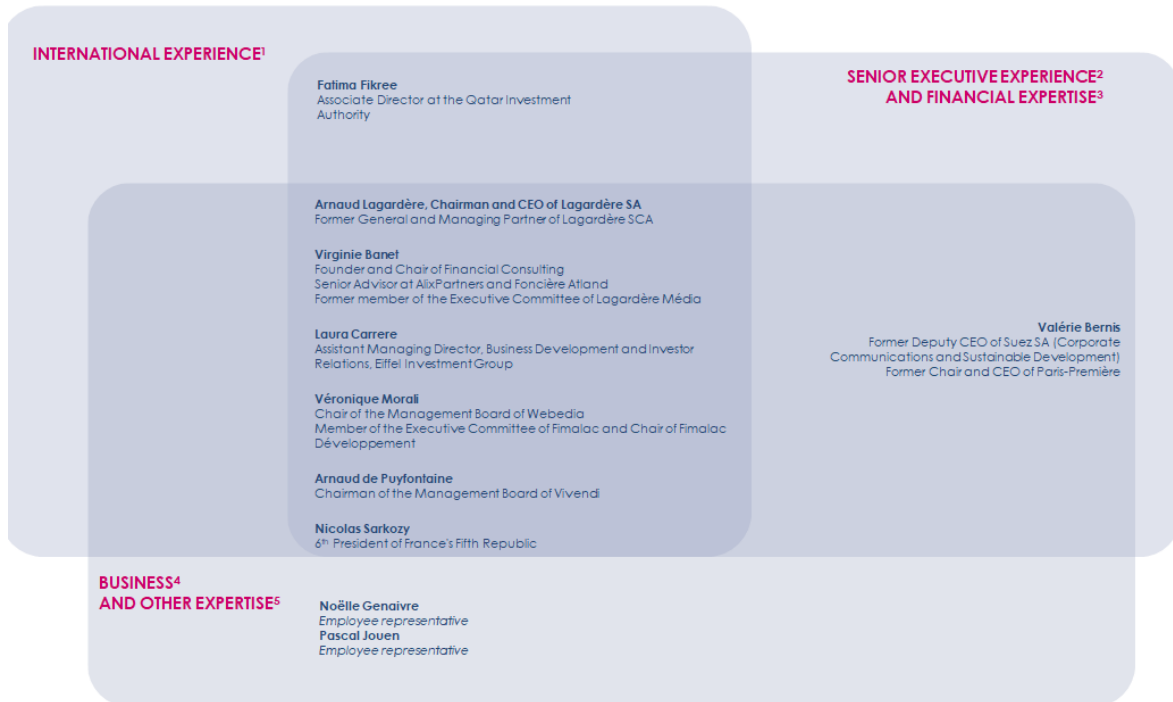 INTERNATIONAL EXPERIENCE¹
SENIOR EXECUTIVE EXPERIENCE²
AND FINANCIAL EXPERTISE³
Fatima Fikree
Associate Director at the Qatar Investment
Authority
Arnaud Lagardère, Chairman and CEO of Lagardère SA
Former General and Managing Partner of Lagardère SCA
Virginie Banet
Founder and Chair of Financial Consulting
Senior Advisor at AlixPartners and Foncière Atland
Former member of the Executive Committee of Lagardère Média
Laura Carrere
Assistant Managing Director, Business Development and Investor
Relations, Eiffel Investment Group
Véronique Morali
Chair of the Management Board of Webedia
Member of the Executive Committee of Fimalac and Chair of Fimalac
Développement
Arnaud de Puyfontaine
Chairman of the Management Board of Vivendi
Nicolas Sarkozy
6th President of France's Fifth Republic
Valérie Bernis
Former Deputy CEO of Suez SA (Corporate
Communications and Sustainable Development)
Former Chair and CEO of Paris-Première
BUSINESS⁴
AND OTHER EXPERTISE⁵
Noëlle Genaivre
Employee representative
Pascal Jouen
Employee representative